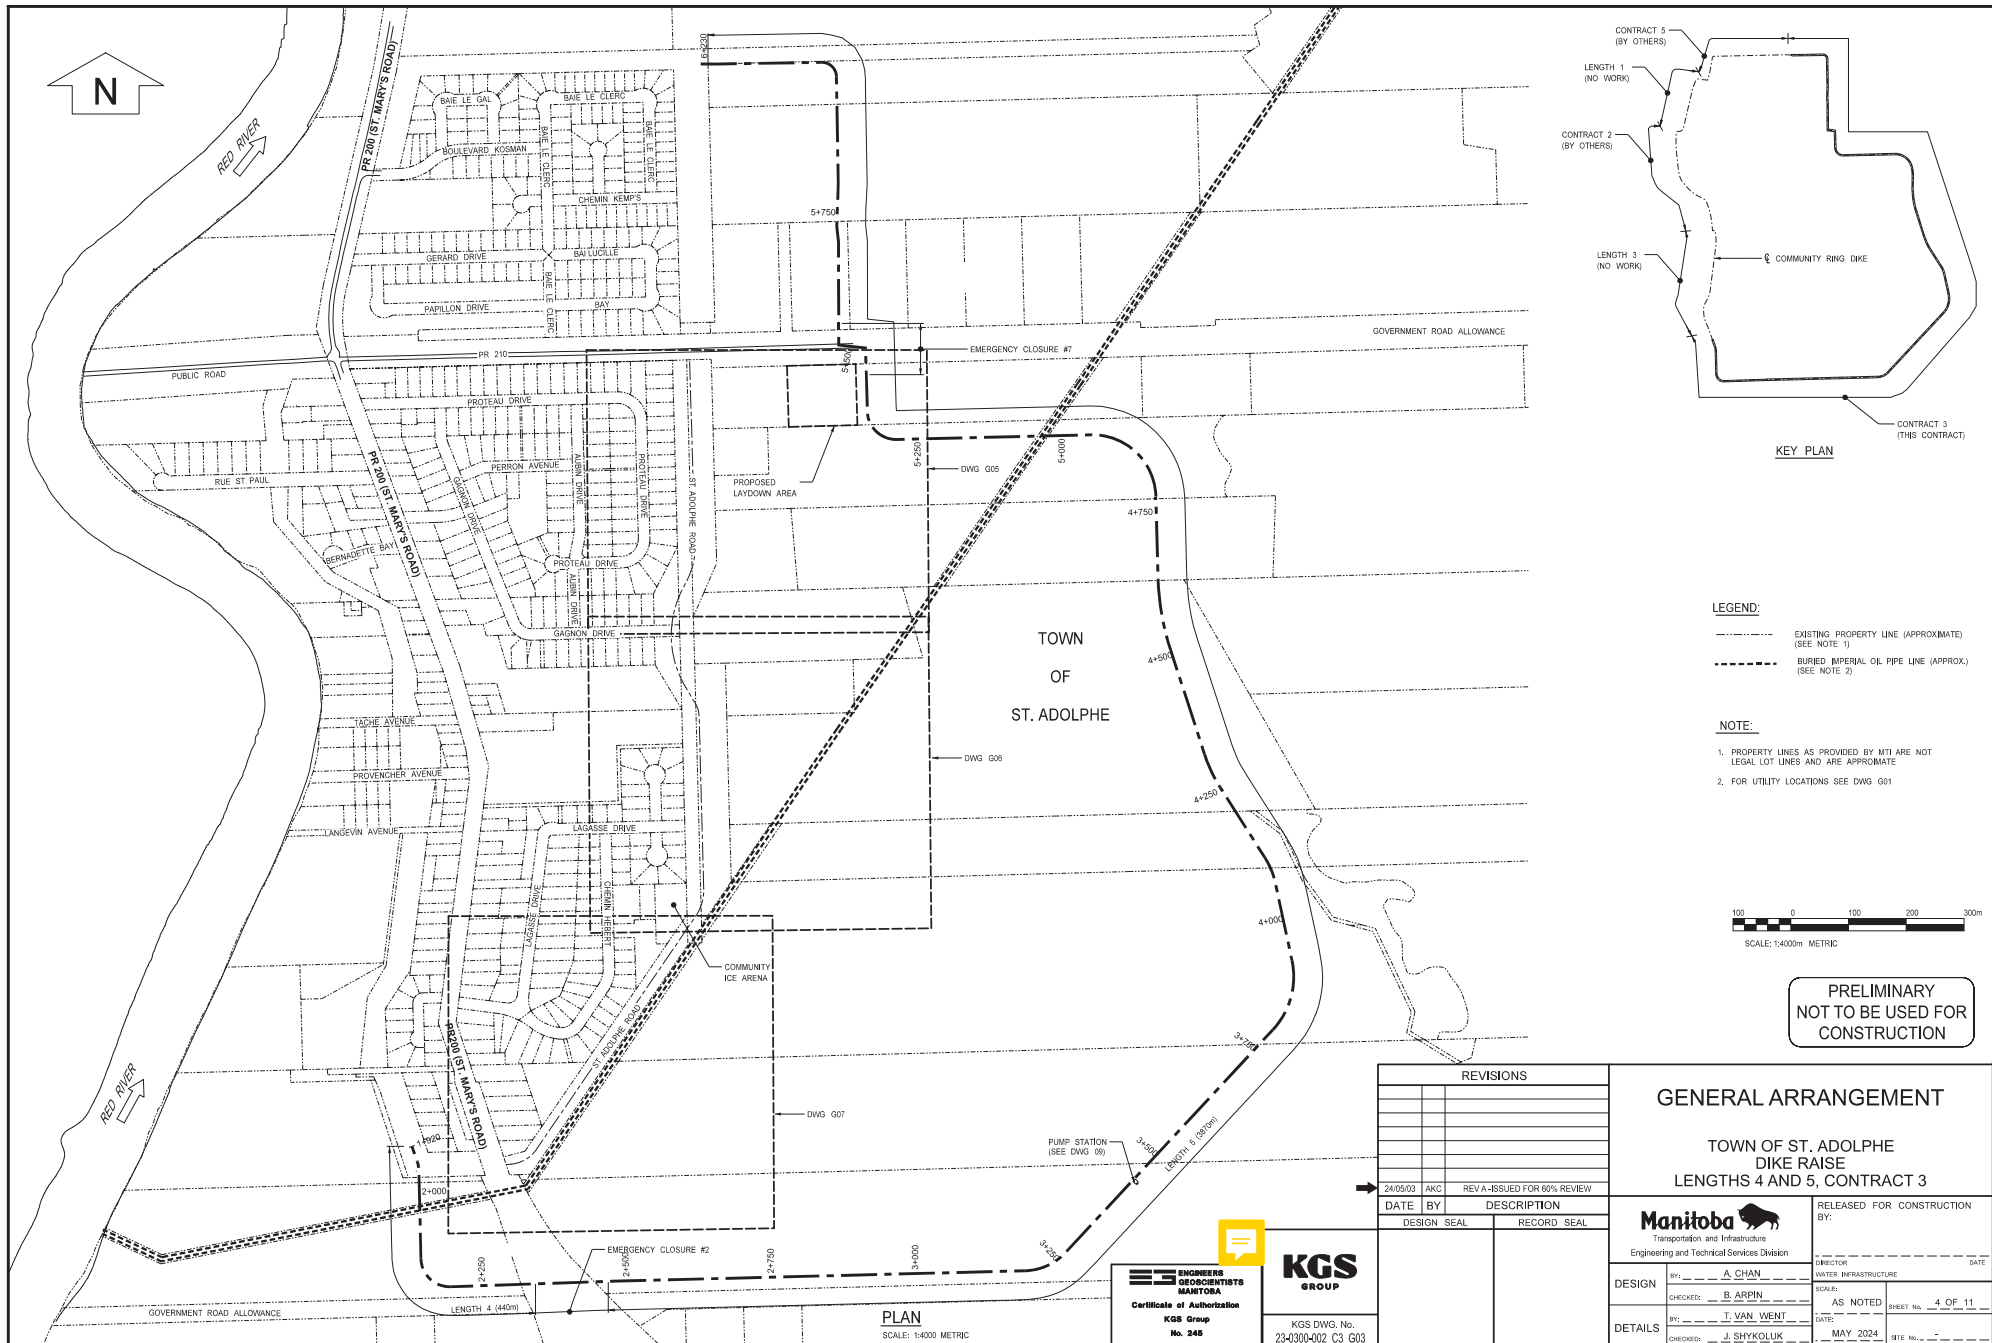 N
RED RIVER
PR 200 (ST. MARY'S ROAD)
BAIE LE GAL
BAIE LE CLERC
BAIE LE CLERC
BAIE LE CLERC
BOULEVARD KOSMAN
CHEMIN KEMP'S
GERARD DRIVE
BAI LUCILLE
BAIE LE CLERC
PAPILLON DRIVE
BAY
6+230
5+750
5+500
PR 210
PUBLIC ROAD
EMERGENCY CLOSURE #7
GOVERNMENT ROAD ALLOWANCE
PROTEAU DRIVE
PERRON AVENUE
RUE ST. PAUL
PR 200 (ST. MARY'S ROAD)
GAGNON DRIVE
AUBIN DRIVE
PROTEAU DRIVE
ST. ADOLPHE ROAD
PROPOSED
LAYDOWN AREA
5+250
DWG G05
5+000
4+750
BERNADETTE BAY
PROTEAU DRIVE
AUBIN DRIVE
GAGNON DRIVE
TOWN
OF
ST. ADOLPHE
4+500
TACHE AVENUE
PROVENCHER AVENUE
LANGEVIN AVENUE
DWG G06
4+250
LAGASSE DRIVE
LAGASSE DRIVE
CHEMIN HEBERT
4+000
COMMUNITY
ICE ARENA
ST ADOLPHE ROAD
3+750
PR200 (ST. MARY'S ROAD)
RED RIVER
DWG G07
1+920
2+000
PUMP STATION
(SEE DWG 09)
3+500
LENGTH 5 (3870m)
3+250
EMERGENCY CLOSURE #2
2+250
2+500
2+750
3+000
LENGTH 4 (440m)
GOVERNMENT ROAD ALLOWANCE
PLAN
SCALE: 1:4000 METRIC
CONTRACT 5
(BY OTHERS)
LENGTH 1
(NO WORK)
CONTRACT 2
(BY OTHERS)
LENGTH 3
(NO WORK)
℄ COMMUNITY RING DIKE
CONTRACT 3
(THIS CONTRACT)
KEY PLAN
LEGEND:
EXISTING PROPERTY LINE (APPROXIMATE)
(SEE NOTE 1)
BURIED IMPERIAL OIL PIPE LINE (APPROX.)
(SEE NOTE 2)
NOTE:
1. PROPERTY LINES AS PROVIDED BY MTI ARE NOT
LEGAL LOT LINES AND ARE APPROXIMATE
2. FOR UTILITY LOCATIONS SEE DWG G01
100 0 100 200 300m
SCALE: 1:4000m METRIC
PRELIMINARY
NOT TO BE USED FOR
CONSTRUCTION
REVISIONS
24/05/03 AKC REV A - ISSUED FOR 60% REVIEW
DATE BY DESCRIPTION
DESIGN SEAL RECORD SEAL
ENGINEERS
GEOSCIENTISTS
MANITOBA
Certificate of Authorization
KGS Group
No. 245
KGS
GROUP
KGS DWG. No.
23-0300-002 C3 G03
GENERAL ARRANGEMENT
TOWN OF ST. ADOLPHE
DIKE RAISE
LENGTHS 4 AND 5, CONTRACT 3
Manitoba
Transportation and Infrastructure
Engineering and Technical Services Division
RELEASED FOR CONSTRUCTION
BY:
DIRECTOR DATE
WATER INFRASTRUCTURE
DESIGN
BY: A. CHAN
CHECKED: B. ARPIN
DETAILS
BY: T. VAN WENT
CHECKED: J. SHYKOLUK
SCALE:
AS NOTED
SHEET No. 4 OF 11
DATE:
MAY 2024
SITE No. -